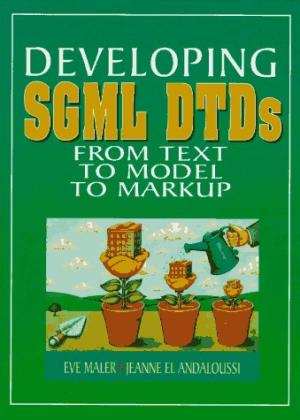 DEVELOPING
SGML DTDs
FROM TEXT
TO MODEL
TO MARKUP
EVE MALER • JEANNE EL ANDALOUSSI